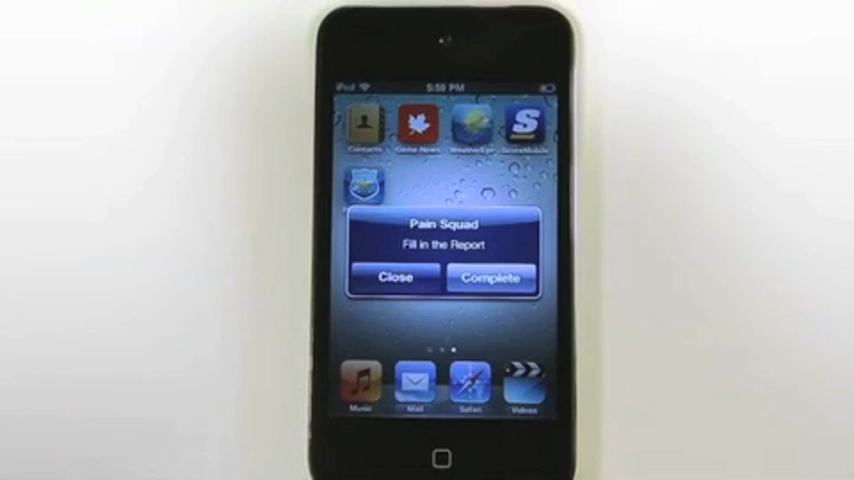 iPod 5:59 PM
Contacts Globe News WeatherEye ScoreMobile
Pain Squad
Fill in the Report
Close Complete
Music Mail Safari Videos